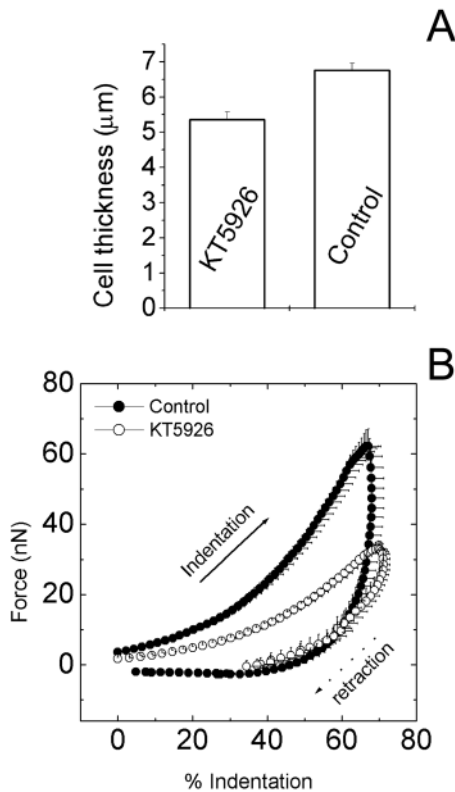 A
Cell thickness (μm)
7
6
5
4
3
2
1
0
KT5926
Control
B
Force (nN)
80
60
40
20
0
Control
KT5926
Indentation
retraction
0 20 40 60 80
% Indentation